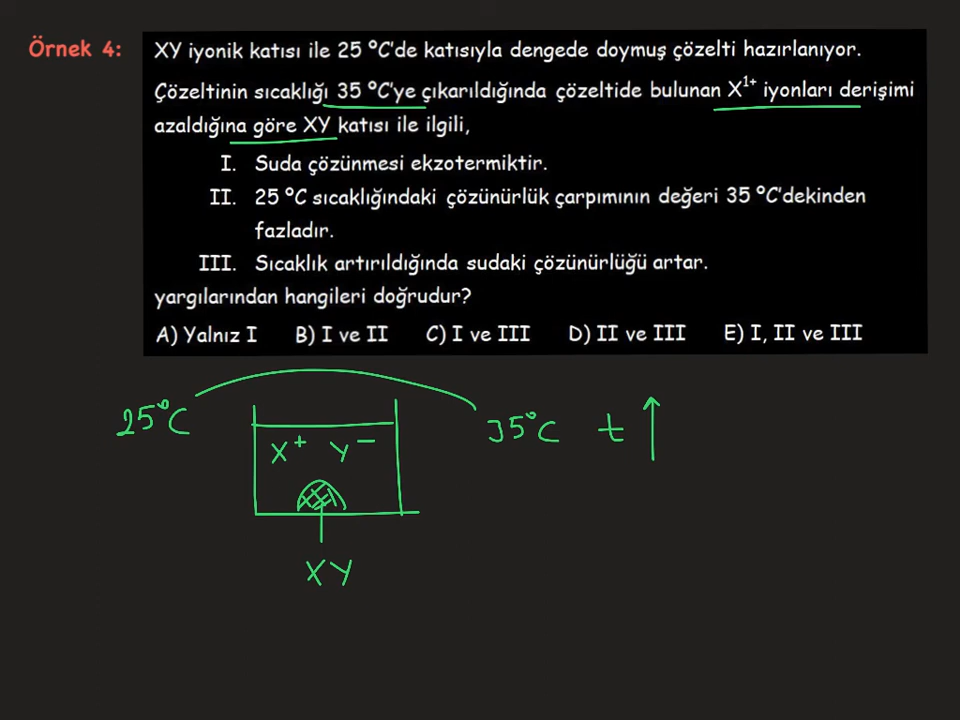 Örnek 4:
XY iyonik katısı ile 25 °C'de katısıyla dengede doymuş çözelti hazırlanıyor.
Çözeltinin sıcaklığı 35 °C'ye çıkarıldığında çözeltide bulunan X¹⁺ iyonları derişimi
azaldığına göre XY katısı ile ilgili,
I. Suda çözünmesi ekzotermiktir.
II. 25 °C sıcaklığındaki çözünürlük çarpımının değeri 35 °C'dekinden
fazladır.
III. Sıcaklık artırıldığında sudaki çözünürlüğü artar.
yargılarından hangileri doğrudur?
A) Yalnız I B) I ve II C) I ve III D) II ve III E) I, II ve III
25°C 35°C t ↑
X⁺ Y⁻
XY